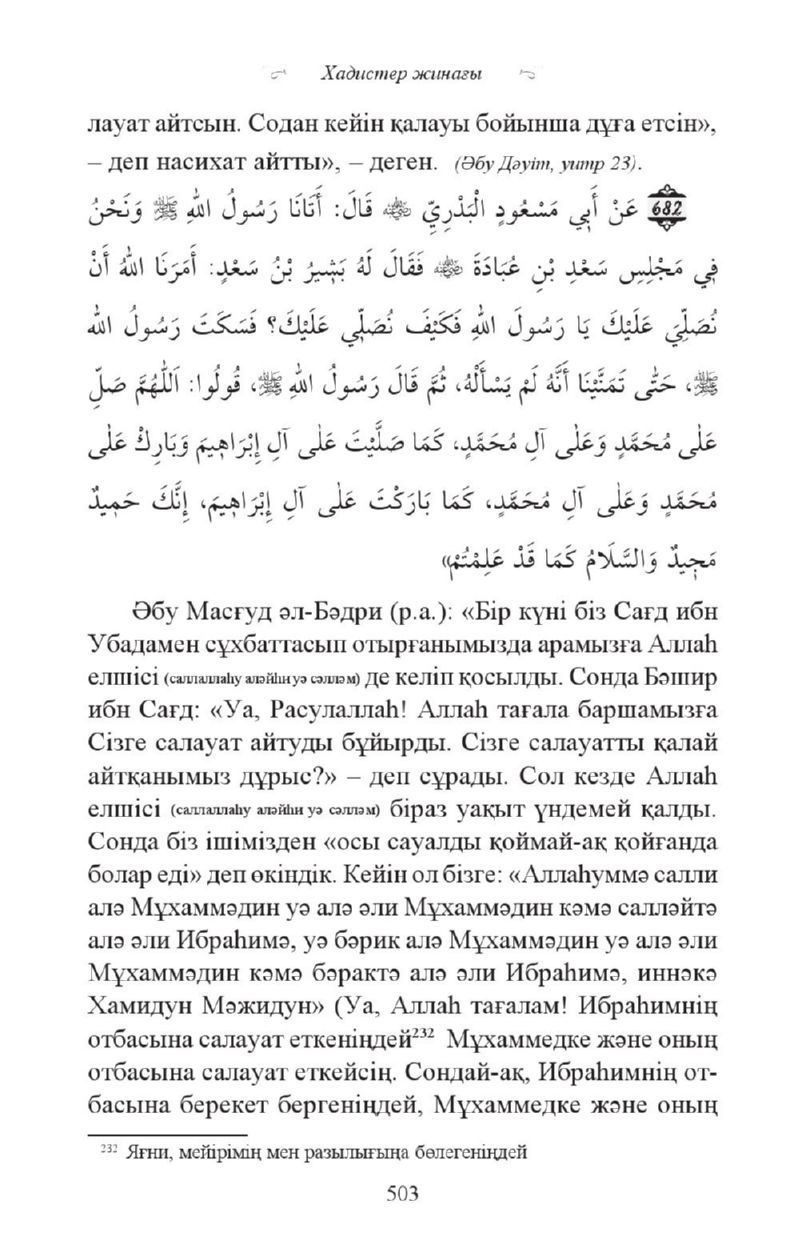 Хадистер жинағы
лауат айтсын. Содан кейін қалауы бойынша дұға етсін»,
– деп насихат айтты», – деген. (Әбу Дәуіт, уитр 23).
682 عَنْ أَبِي مَسْعُودٍ الْبَدْرِيِّ ﷺ قَالَ: أَتَانَا رَسُولُ اللهِ ﷺ وَنَحْنُ
فِي مَجْلِسِ سَعْدِ بْنِ عُبَادَةَ ﷺ فَقَالَ لَهُ بَشِيرُ بْنُ سَعْدٍ: أَمَرَنَا اللهُ أَنْ
نُصَلِّيَ عَلَيْكَ يَا رَسُولَ اللهِ فَكَيْفَ نُصَلِّي عَلَيْكَ؟ فَسَكَتَ رَسُولُ اللهِ
ﷺ، حَتَّى تَمَنَّيْنَا أَنَّهُ لَمْ يَسْأَلْهُ، ثُمَّ قَالَ رَسُولُ اللهِ ﷺ، قُولُوا: اَللّٰهُمَّ صَلِّ
عَلٰى مُحَمَّدٍ وَعَلٰى آلِ مُحَمَّدٍ، كَمَا صَلَّيْتَ عَلٰى آلِ إِبْرَاهِيمَ وَبَارِكْ عَلٰى
مُحَمَّدٍ وَعَلٰى آلِ مُحَمَّدٍ، كَمَا بَارَكْتَ عَلٰى آلِ إِبْرَاهِيمَ، إِنَّكَ حَمِيدٌ
مَجِيدٌ وَالسَّلَامُ كَمَا قَدْ عَلِمْتُمْ»
Әбу Масғуд әл-Бәдри (р.а.): «Бір күні біз Сағд ибн
Убадамен сұхбаттасып отырғанымызда арамызға Аллаһ
елшісі (саллаллаһу аләйһи уә сәлләм) де келіп қосылды. Сонда Бәшир
ибн Сағд: «Уа, Расулаллаһ! Аллаһ тағала баршамызға
Сізге салауат айтуды бұйырды. Сізге салауатты қалай
айтқанымыз дұрыс?» – деп сұрады. Сол кезде Аллаһ
елшісі (саллаллаһу аләйһи уә сәлләм) біраз уақыт үндемей қалды.
Сонда біз ішімізден «осы сауалды қоймай-ақ қойғанда
болар еді» деп өкіндік. Кейін ол бізге: «Аллаһуммә салли
алә Мұхаммәдин уә алә әли Мұхаммәдин кәмә салләйтә
алә әли Ибраһимә, уә бәрик алә Мұхаммәдин уә алә әли
Мұхаммәдин кәмә бәрактә алә әли Ибраһимә, иннәкә
Хамидун Мәжидун» (Уа, Аллаһ тағалам! Ибраһимнің
отбасына салауат еткеніңдей²³² Мұхаммедке және оның
отбасына салауат еткейсің. Сондай-ақ, Ибраһимнің от-
басына берекет бергеніңдей, Мұхаммедке және оның
²³² Яғни, мейірімің мен разылығыңа бөлегеніңдей
503